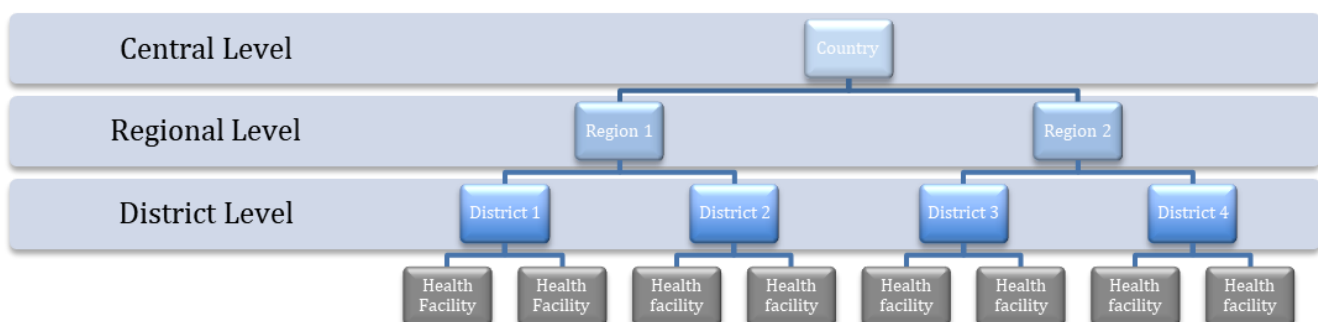 Central Level
Country
Regional Level
Region 1
Region 2
District Level
District 1
District 2
District 3
District 4
Health
Facility
Health
Facility
Health
facility
Health
facility
Health
facility
Health
facility
Health
facility
Health
facility